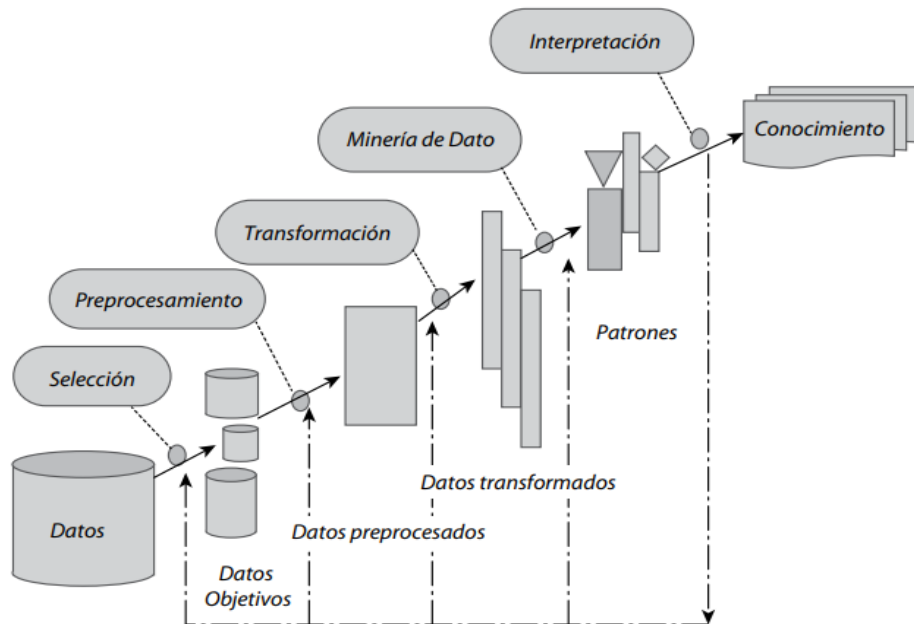 Interpretación
Conocimiento
Minería de Dato
Transformación
Preprocesamiento
Patrones
Selección
Datos transformados
Datos
Datos preprocesados
Datos
Objetivos